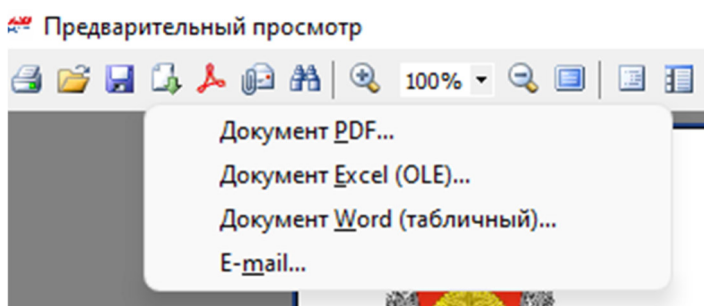 Предварительный просмотр
100%
Документ PDF...
Документ Excel (OLE)...
Документ Word (табличный)...
E-mail...